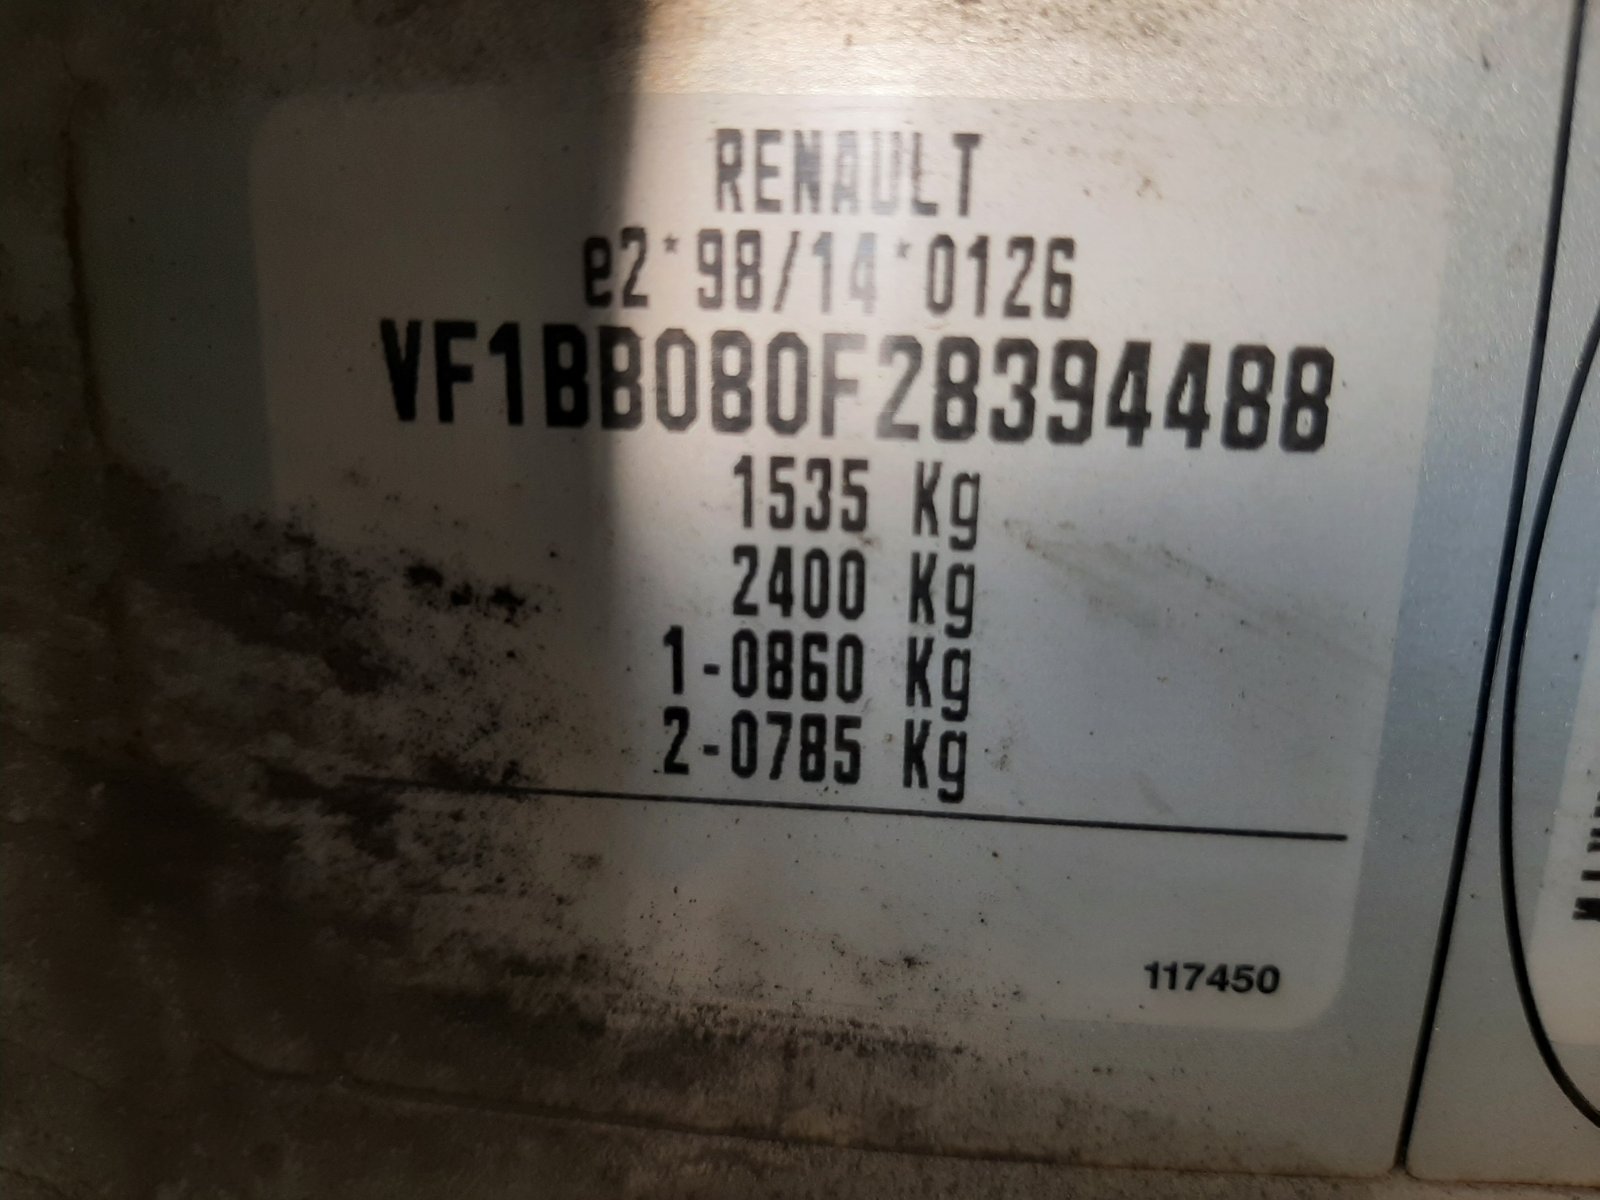 RENAULT
e2*98/14*0126
VF1BB080F28394488
1535 Kg
2400 Kg
1-0860 Kg
2-0785 Kg
117450